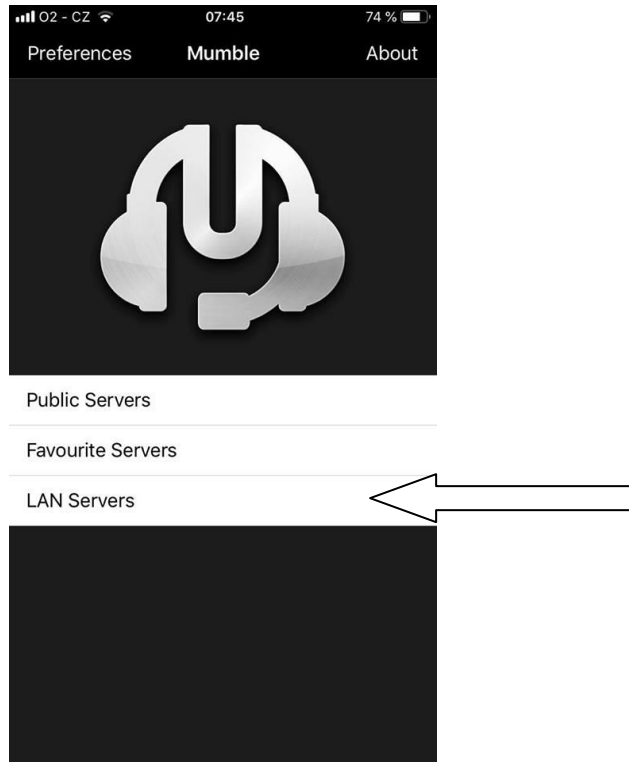 O2 - CZ 07:45 74 %
Preferences Mumble About
Public Servers
Favourite Servers
LAN Servers